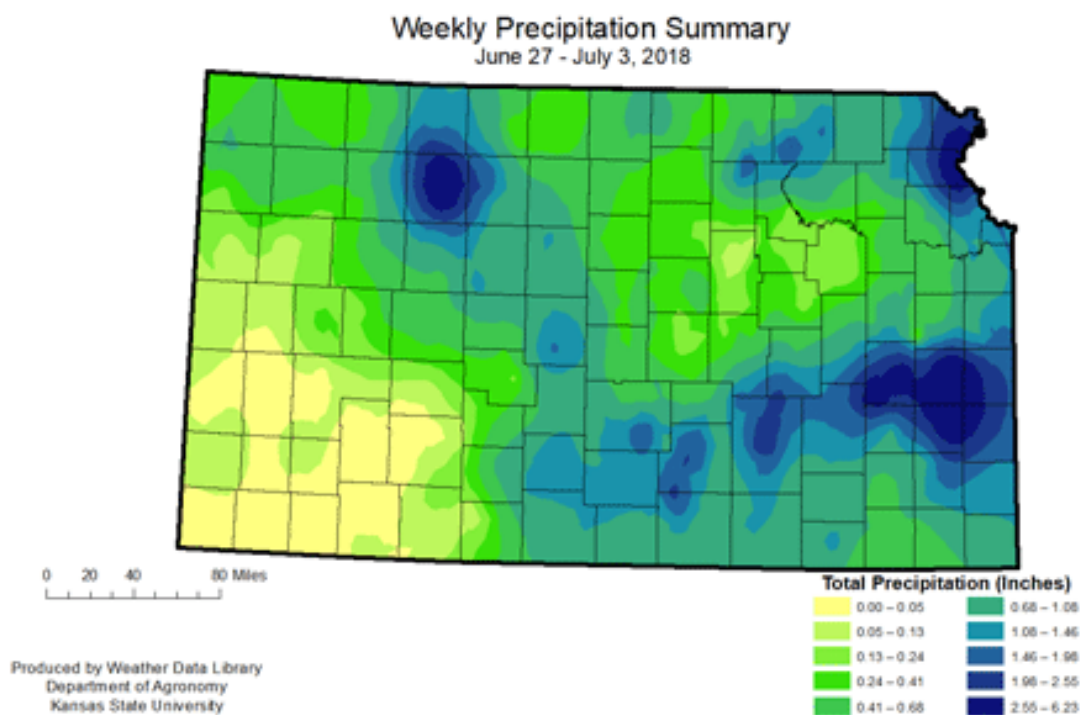 Weekly Precipitation Summary
June 27 - July 3, 2018
0 20 40 80 Miles
Total Precipitation (Inches)
0.00 – 0.05
0.05 – 0.13
0.13 – 0.24
0.24 – 0.41
0.41 – 0.68
0.68 – 1.08
1.08 – 1.46
1.46 – 1.98
1.98 – 2.55
2.55 – 6.23
Produced by Weather Data Library
Department of Agronomy
Kansas State University